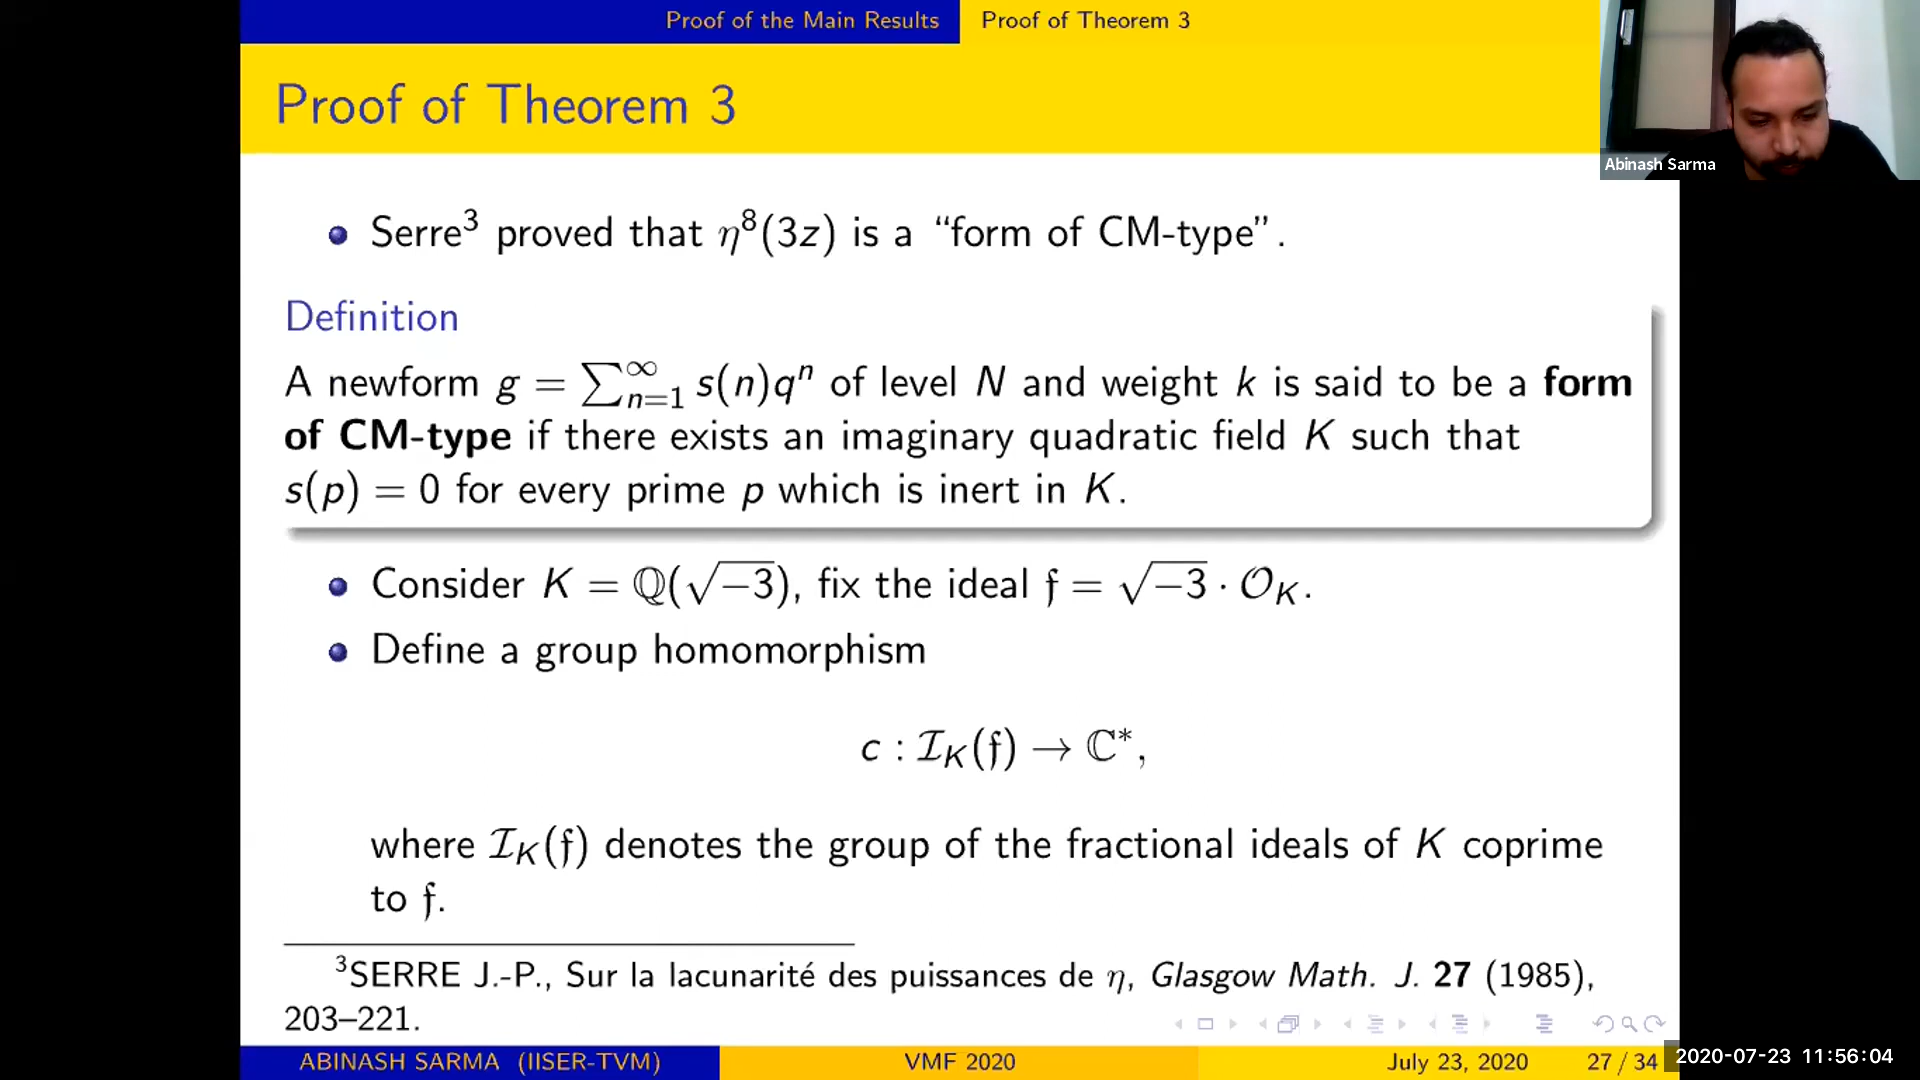 Proof of the Main Results Proof of Theorem 3
Proof of Theorem 3
Abinash Sarma
Serre³ proved that η⁸(3z) is a “form of CM-type”.
Definition
A newform g = ∑_{n=1}^{∞} s(n)qⁿ of level N and weight k is said to be a form
of CM-type if there exists an imaginary quadratic field K such that
s(p) = 0 for every prime p which is inert in K.
Consider K = ℚ(√−3), fix the ideal 𝔣 = √−3 · 𝒪_K.
Define a group homomorphism
c : ℐ_K(𝔣) → ℂ*,
where ℐ_K(𝔣) denotes the group of the fractional ideals of K coprime
to 𝔣.
³SERRE J.-P., Sur la lacunarité des puissances de η, Glasgow Math. J. 27 (1985),
203–221.
ABINASH SARMA (IISER-TVM) VMF 2020 July 23, 2020 27 / 34
2020-07-23 11:56:04